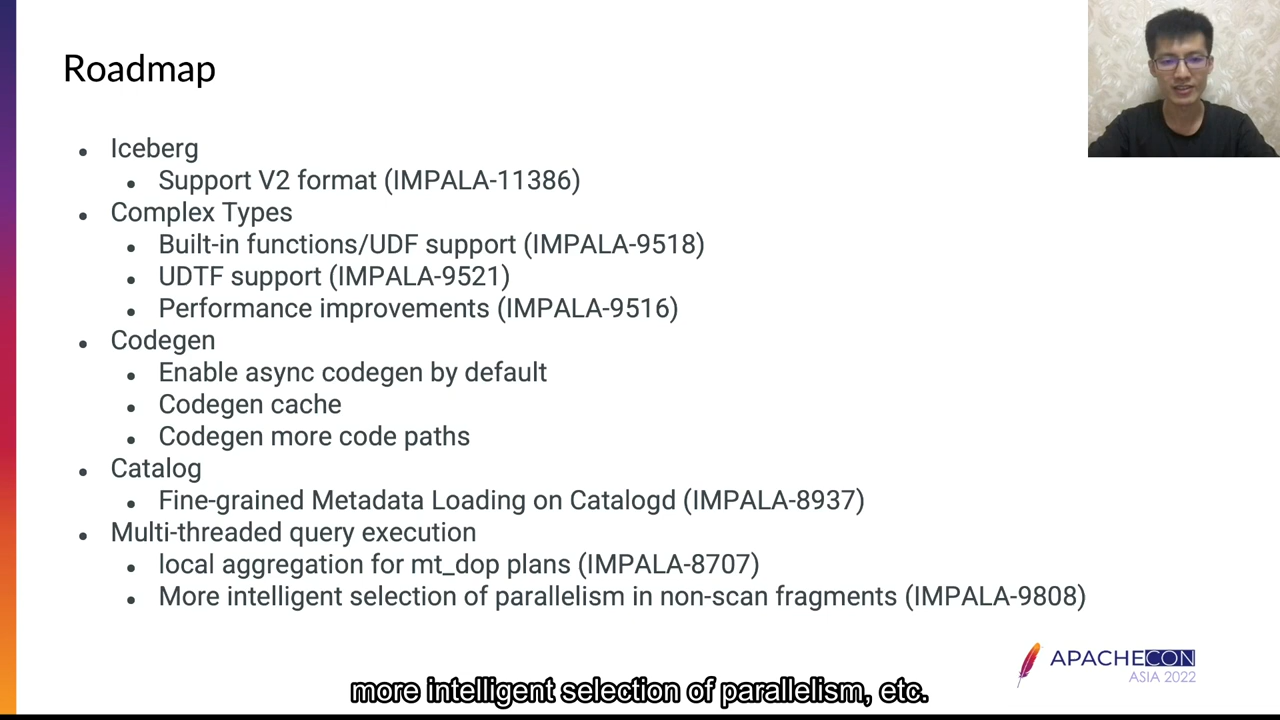 Roadmap
Iceberg
Support V2 format (IMPALA-11386)
Complex Types
Built-in functions/UDF support (IMPALA-9518)
UDTF support (IMPALA-9521)
Performance improvements (IMPALA-9516)
Codegen
Enable async codegen by default
Codegen cache
Codegen more code paths
Catalog
Fine-grained Metadata Loading on Catalogd (IMPALA-8937)
Multi-threaded query execution
local aggregation for mt_dop plans (IMPALA-8707)
More intelligent selection of parallelism in non-scan fragments (IMPALA-9808)
APACHECON
ASIA 2022
more intelligent selection of parallelism, etc.